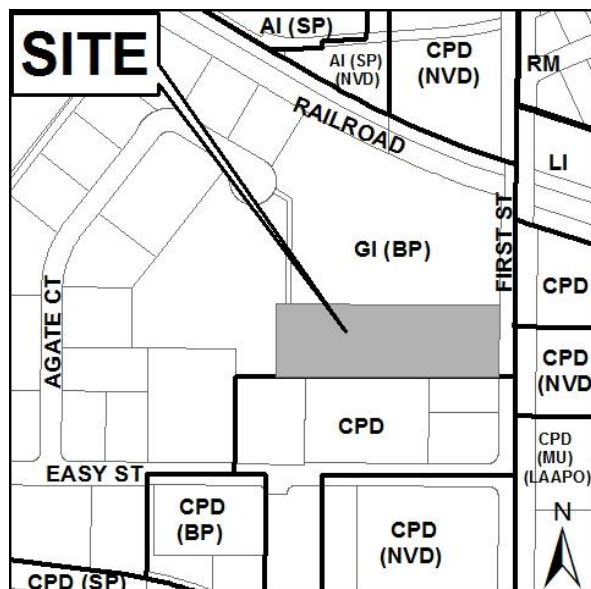 SITE
AI (SP)
AI (SP)
(NVD)
CPD
(NVD)
RM
RAILROAD
LI
GI (BP)
FIRST ST
CPD
AGATE CT
CPD
(NVD
CPD
CPD
(MU)
(LAAPO)
EASY ST
CPD
(BP)
CPD
(NVD)
N
CPD (SP)